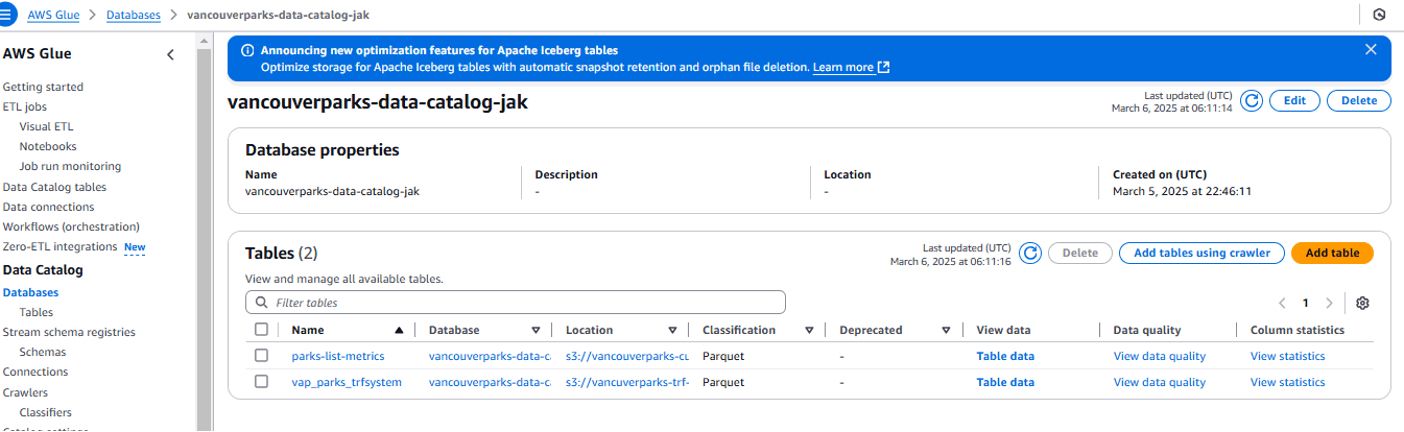 AWS Glue > Databases > vancouverparks-data-catalog-jak
AWS Glue
Getting started
ETL jobs
Visual ETL
Notebooks
Job run monitoring
Data Catalog tables
Data connections
Workflows (orchestration)
Zero-ETL integrations New
Data Catalog
Databases
Tables
Stream schema registries
Schemas
Connections
Crawlers
Classifiers
Catalog settings
Announcing new optimization features for Apache Iceberg tables
Optimize storage for Apache Iceberg tables with automatic snapshot retention and orphan file deletion. Learn more
vancouverparks-data-catalog-jak
Last updated (UTC)
March 6, 2025 at 06:11:14
Edit
Delete
Database properties
Name Description Location Created on (UTC)
vancouverparks-data-catalog-jak - - March 5, 2025 at 22:46:11
Tables (2)
Last updated (UTC)
March 6, 2025 at 06:11:16
Delete
Add tables using crawler
Add table
View and manage all available tables.
Filter tables
1
Name Database Location Classification Deprecated View data Data quality Column statistics
parks-list-metrics vancouverparks-data-c. s3://vancouverparks-cu Parquet - Table data View data quality View statistics
vap_parks_trfsystem vancouverparks-data-c. s3://vancuverparks-trf- Parquet - Table data View data quality View statistics